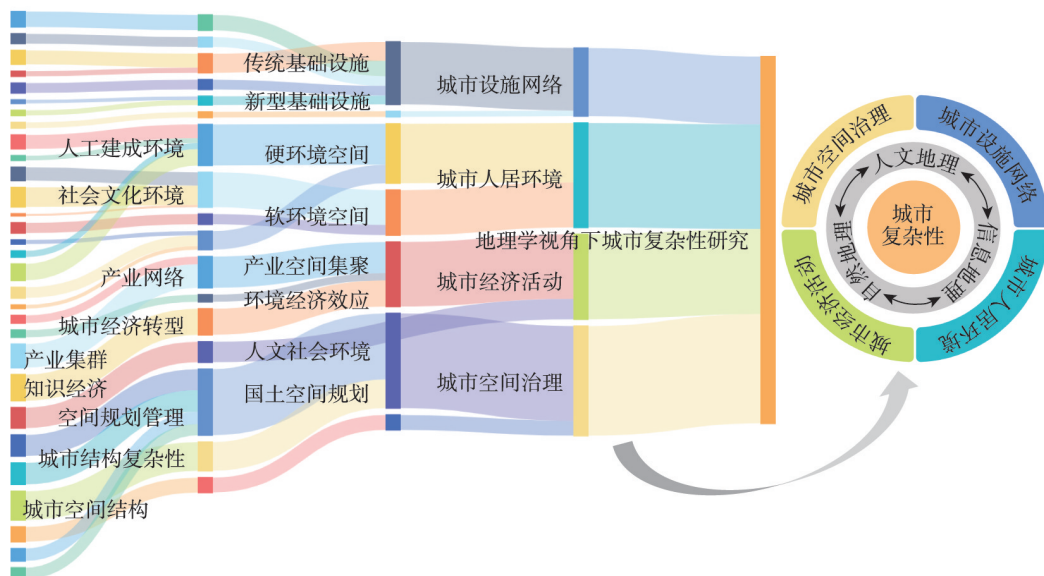 传统基础设施
新型基础设施
人工建成环境
硬环境空间
社会文化环境
软环境空间
产业网络
产业空间集聚
环境经济效应
城市经济转型
人文社会环境
产业集群
知识经济
国土空间规划
空间规划管理
城市结构复杂性
城市空间结构
城市设施网络
城市人居环境
地理学视角下城市复杂性研究
城市经济活动
城市空间治理
城市空间治理
城市设施网络
城市人居环境
城市经济活动
人文地理
信息地理
自然地理
城市
复杂性